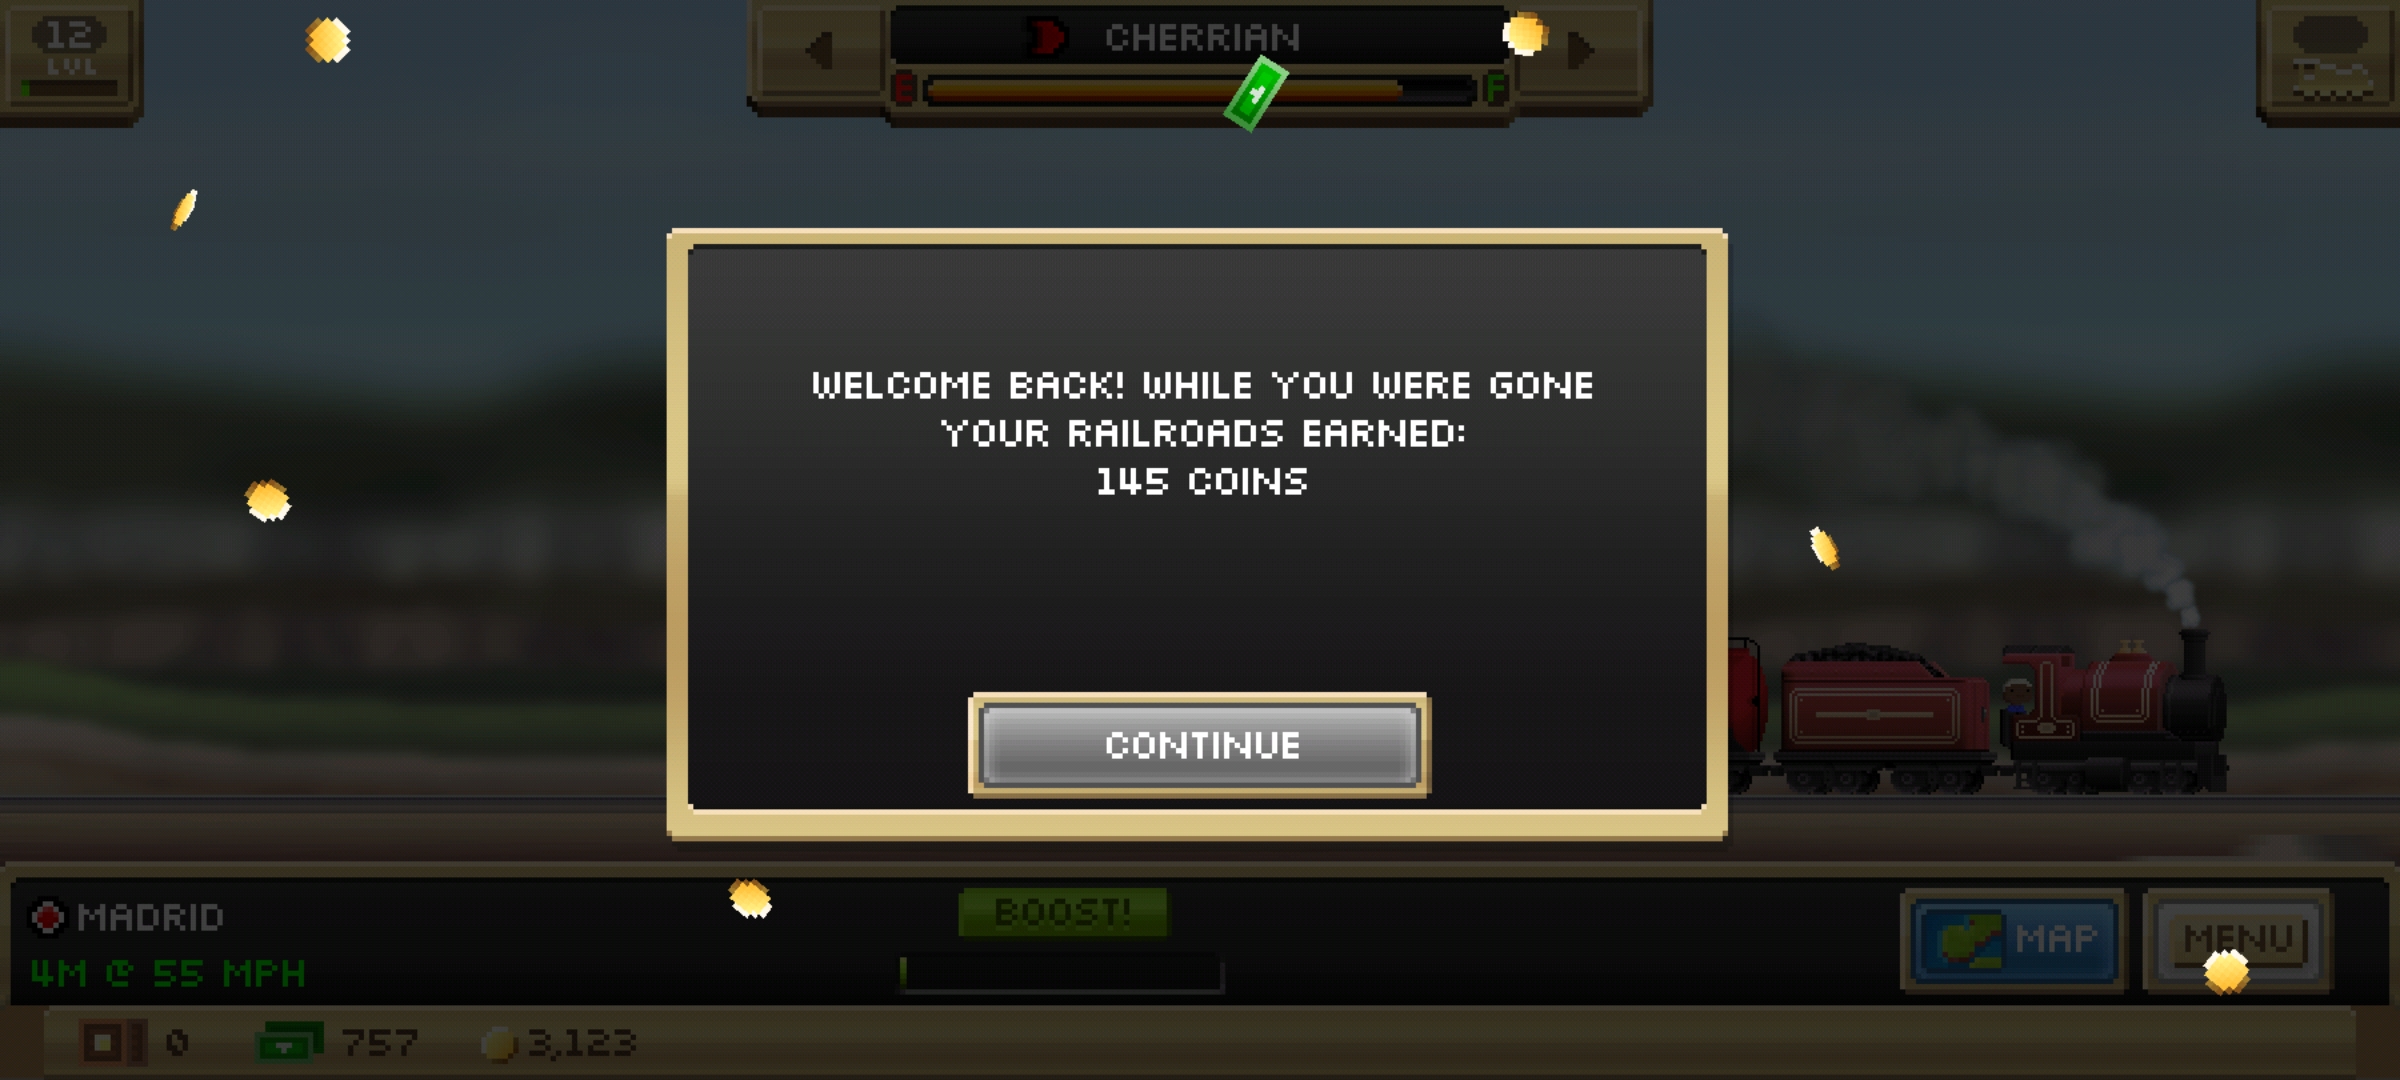 12
LVL
CHERRIAN
E
F
WELCOME BACK! WHILE YOU WERE GONE
YOUR RAILROADS EARNED:
145 COINS
CONTINUE
MADRID
4M @ 55 MPH
BOOST!
MAP
MENU
0
757
3,123